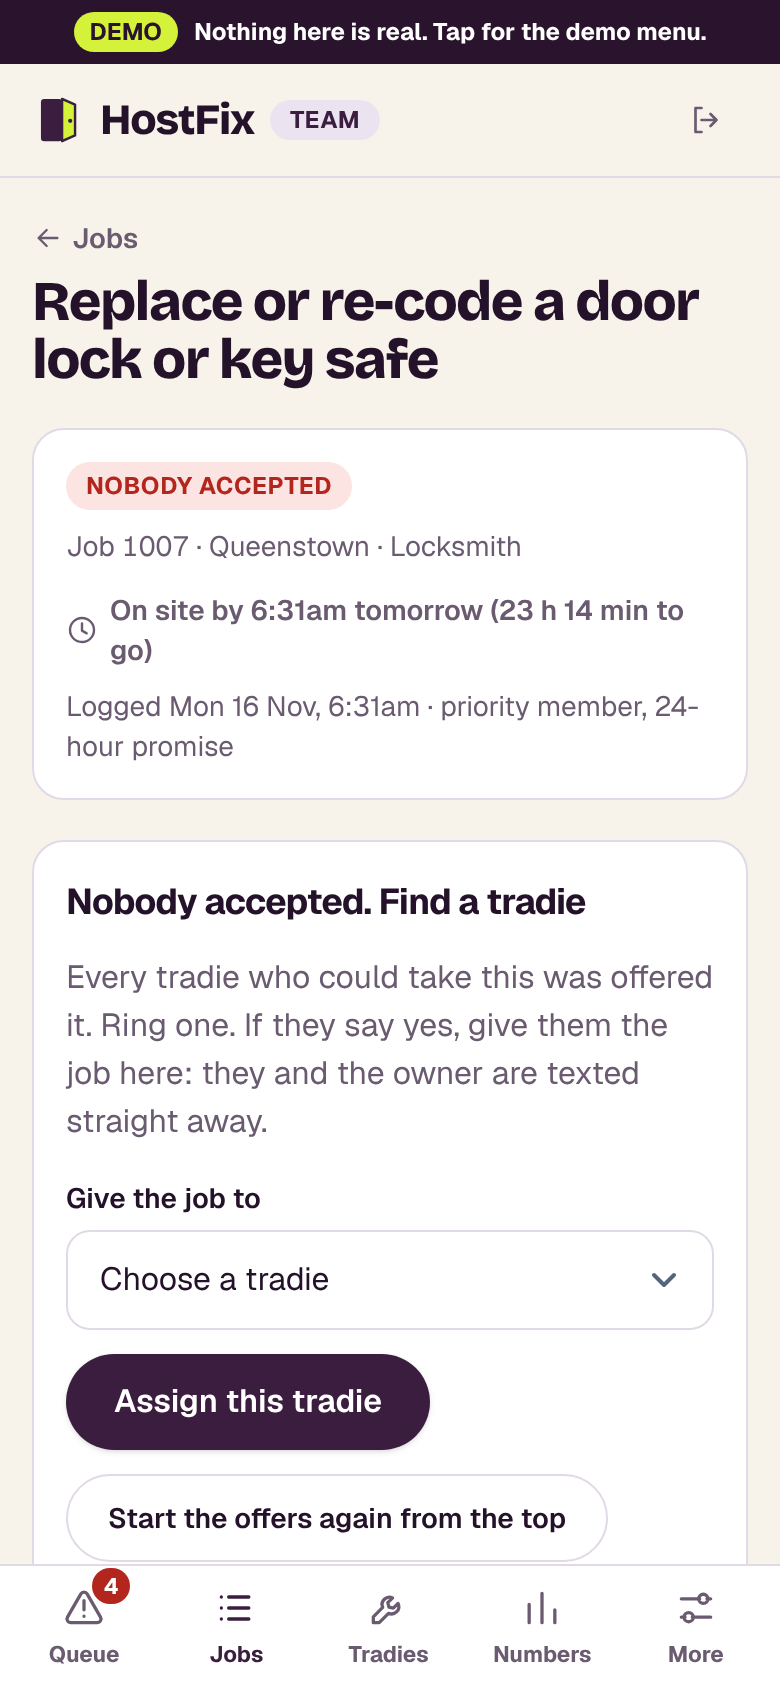 DEMO Nothing here is real. Tap for the demo menu.
HostFix TEAM
← Jobs
Replace or re-code a door
lock or key safe
NOBODY ACCEPTED
Job 1007 · Queenstown · Locksmith
On site by 6:31am tomorrow (23 h 14 min to
go)
Logged Mon 16 Nov, 6:31am · priority member, 24-
hour promise
Nobody accepted. Find a tradie
Every tradie who could take this was offered
it. Ring one. If they say yes, give them the
job here: they and the owner are texted
straight away.
Give the job to
Choose a tradie
Assign this tradie
Start the offers again from the top
4
Queue Jobs Tradies Numbers More